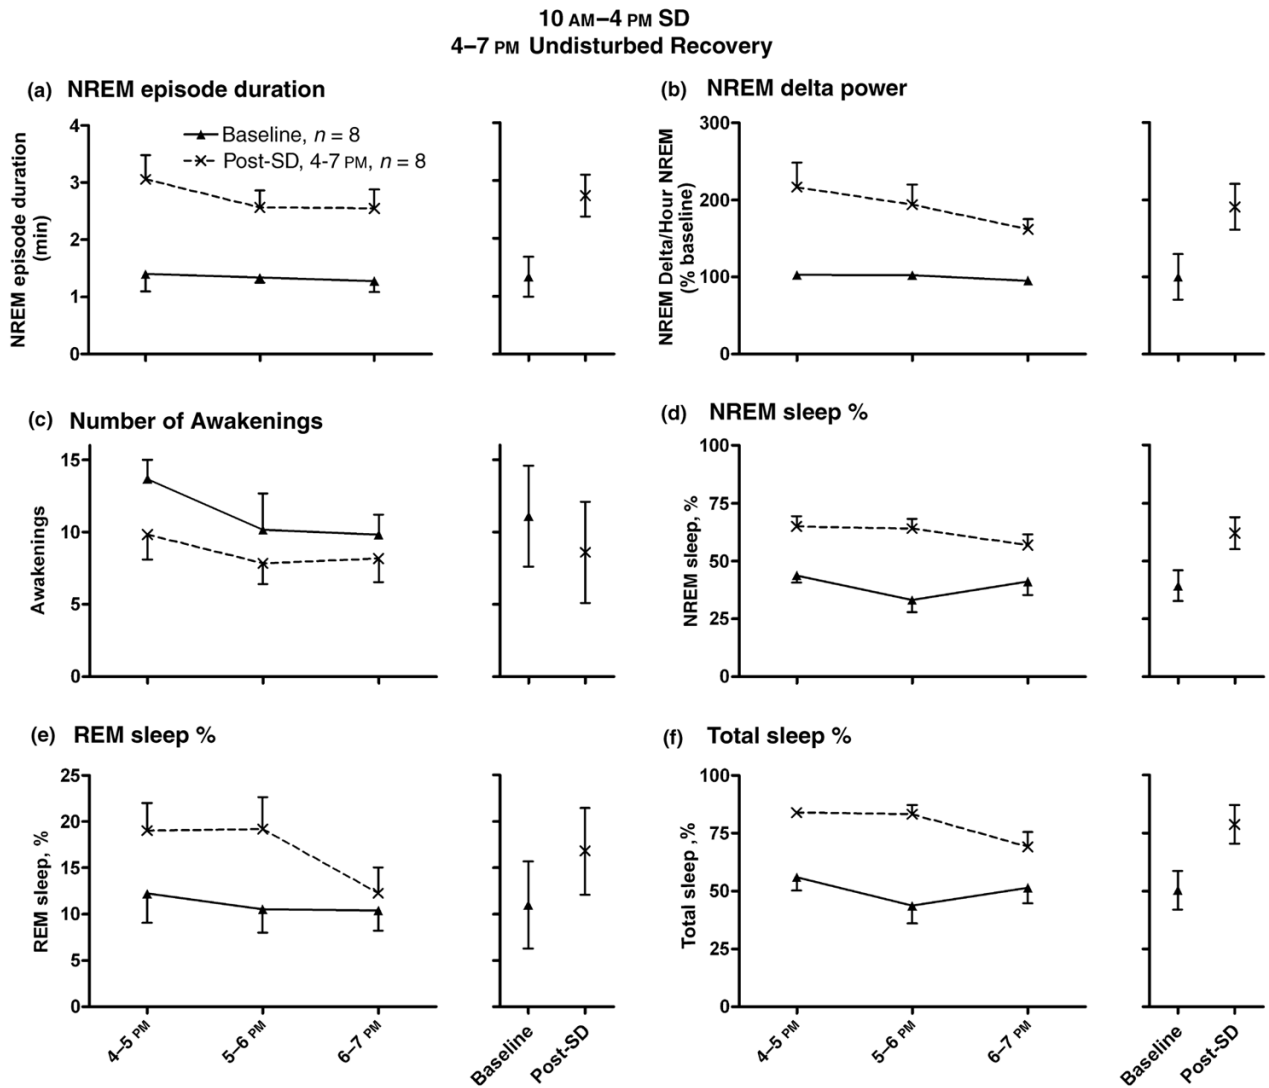 10 AM–4 PM SD
4–7 PM Undisturbed Recovery
(a) NREM episode duration
NREM episode duration
(min)
4
3
2
1
0
Baseline, n = 8
Post-SD, 4-7 PM, n = 8
(b) NREM delta power
NREM Delta/Hour NREM
(% baseline)
300
200
100
0
(c) Number of Awakenings
Awakenings
15
10
5
0
(d) NREM sleep %
NREM sleep, %
100
75
50
25
0
(e) REM sleep %
REM sleep, %
25
20
15
10
5
0
4–5 PM
5–6 PM
6–7 PM
Baseline
Post-SD
(f) Total sleep %
Total sleep ,%
100
75
50
25
0
4–5 PM
5–6 PM
6–7 PM
Baseline
Post-SD